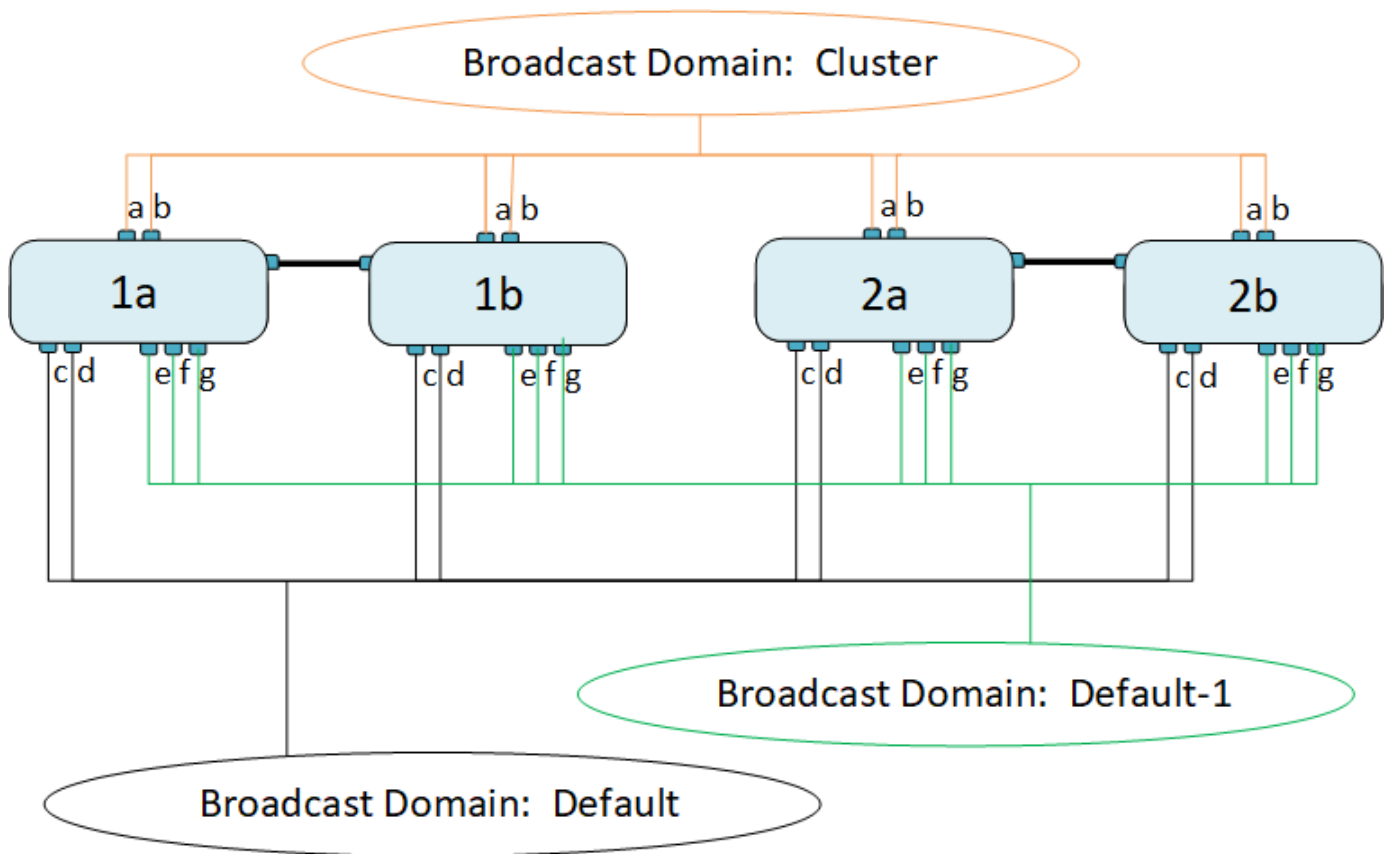 Broadcast Domain: Cluster
a b a b a b a b
1a 1b 2a 2b
c d e f g c d e f g c d e f g c d e f g
Broadcast Domain: Default-1
Broadcast Domain: Default